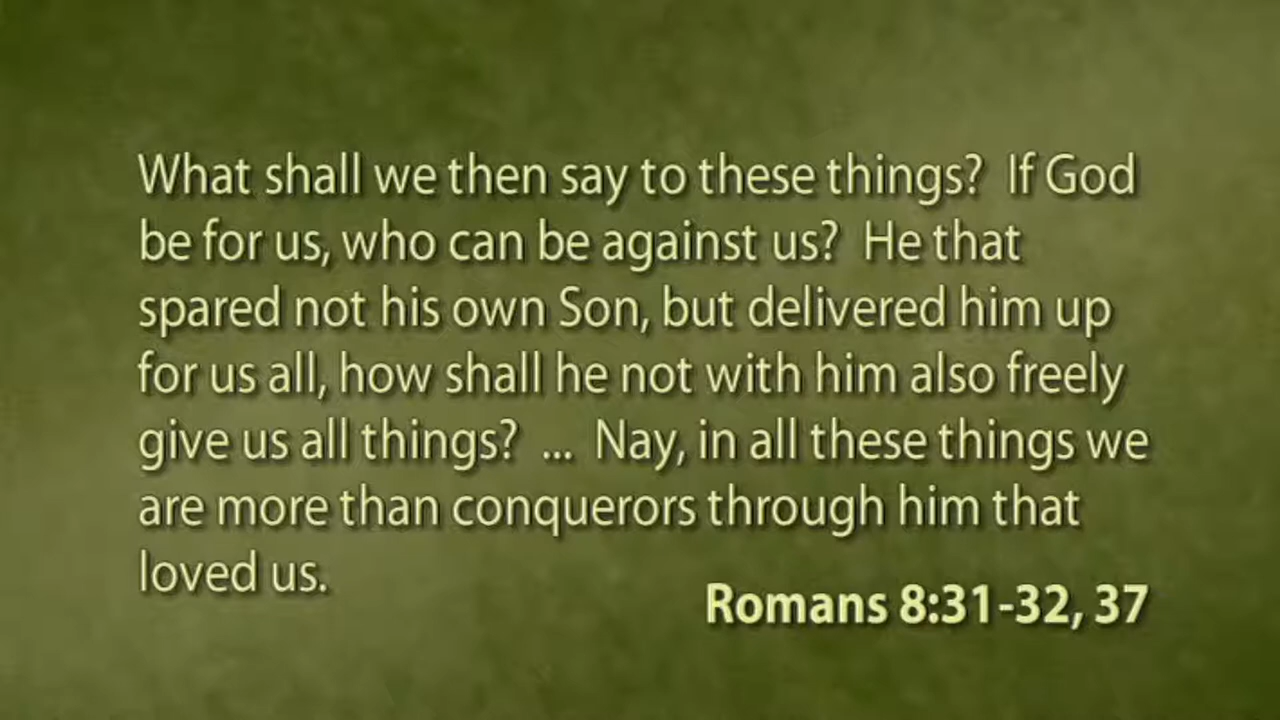 What shall we then say to these things?  If God
be for us, who can be against us?  He that
spared not his own Son, but delivered him up
for us all, how shall he not with him also freely
give us all things?  ...  Nay, in all these things we
are more than conquerors through him that
loved us.
Romans 8:31-32, 37